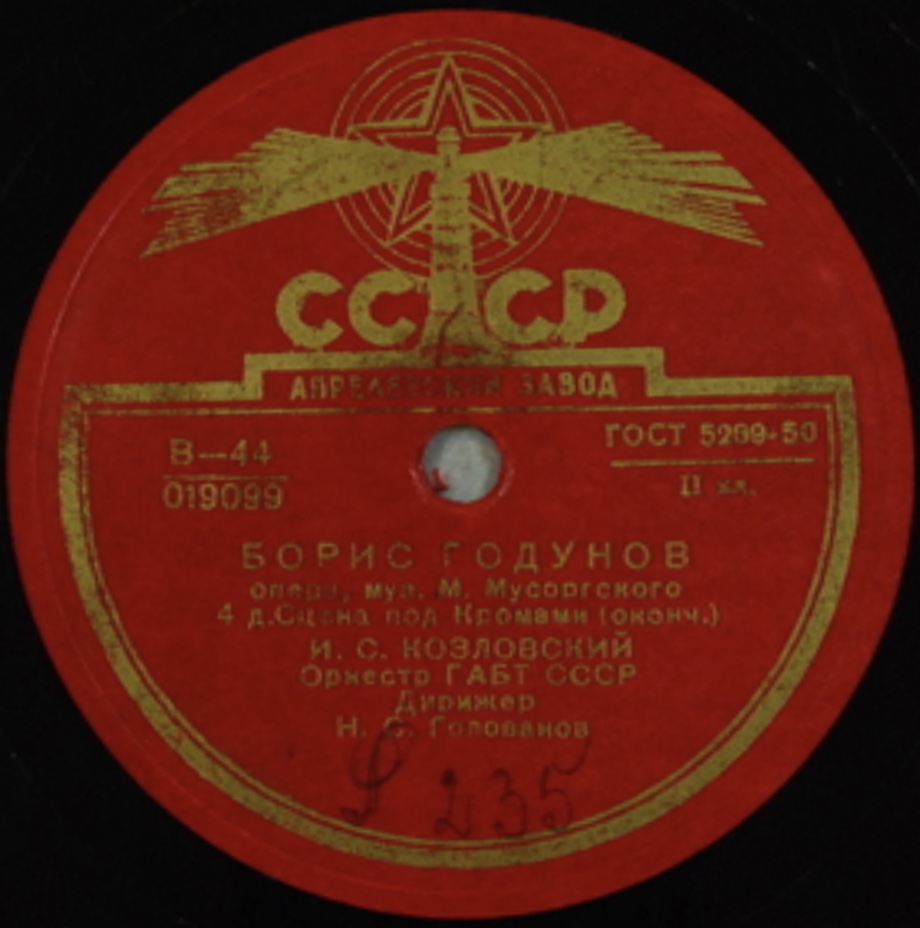 СССР
АПРЕЛЕВСКИЙ ЗАВОД
В—44
019099
ГОСТ 5289-50
II кл.
БОРИС ГОДУНОВ
опера, муз. М. Мусоргского
4 д. Сцена под Кромами (оконч.)
И. С. КОЗЛОВСКИЙ
Оркестр ГАБТ СССР
Дирижер
Н. С. Голованов
235